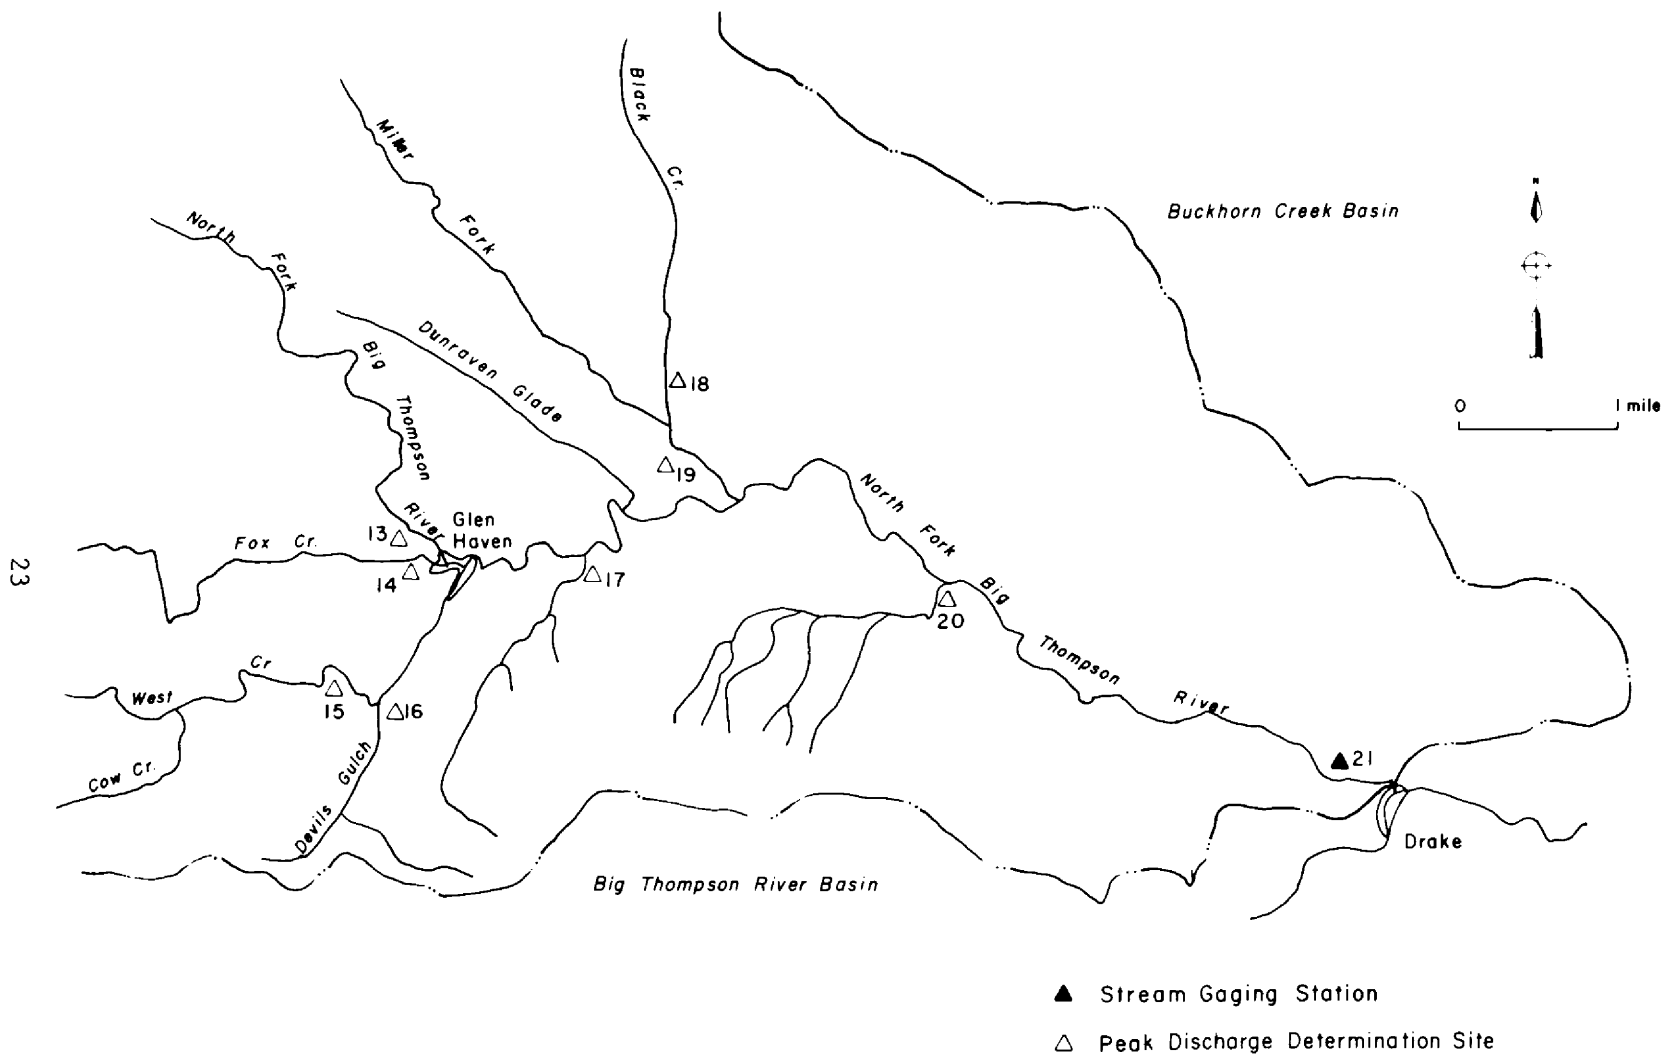 Black Cr.
Miller Fork
North Fork Big Thompson River
Dunraven Glade
Buckhorn Creek Basin
N
0 1 mile
18
19
North Fork Big Thompson River
13
Glen
Haven
Fox Cr.
14
17
20
23
West Cr
15
16
Cow Cr.
Devils Gulch
21
Drake
Big Thompson River Basin
Stream Gaging Station
Peak Discharge Determination Site